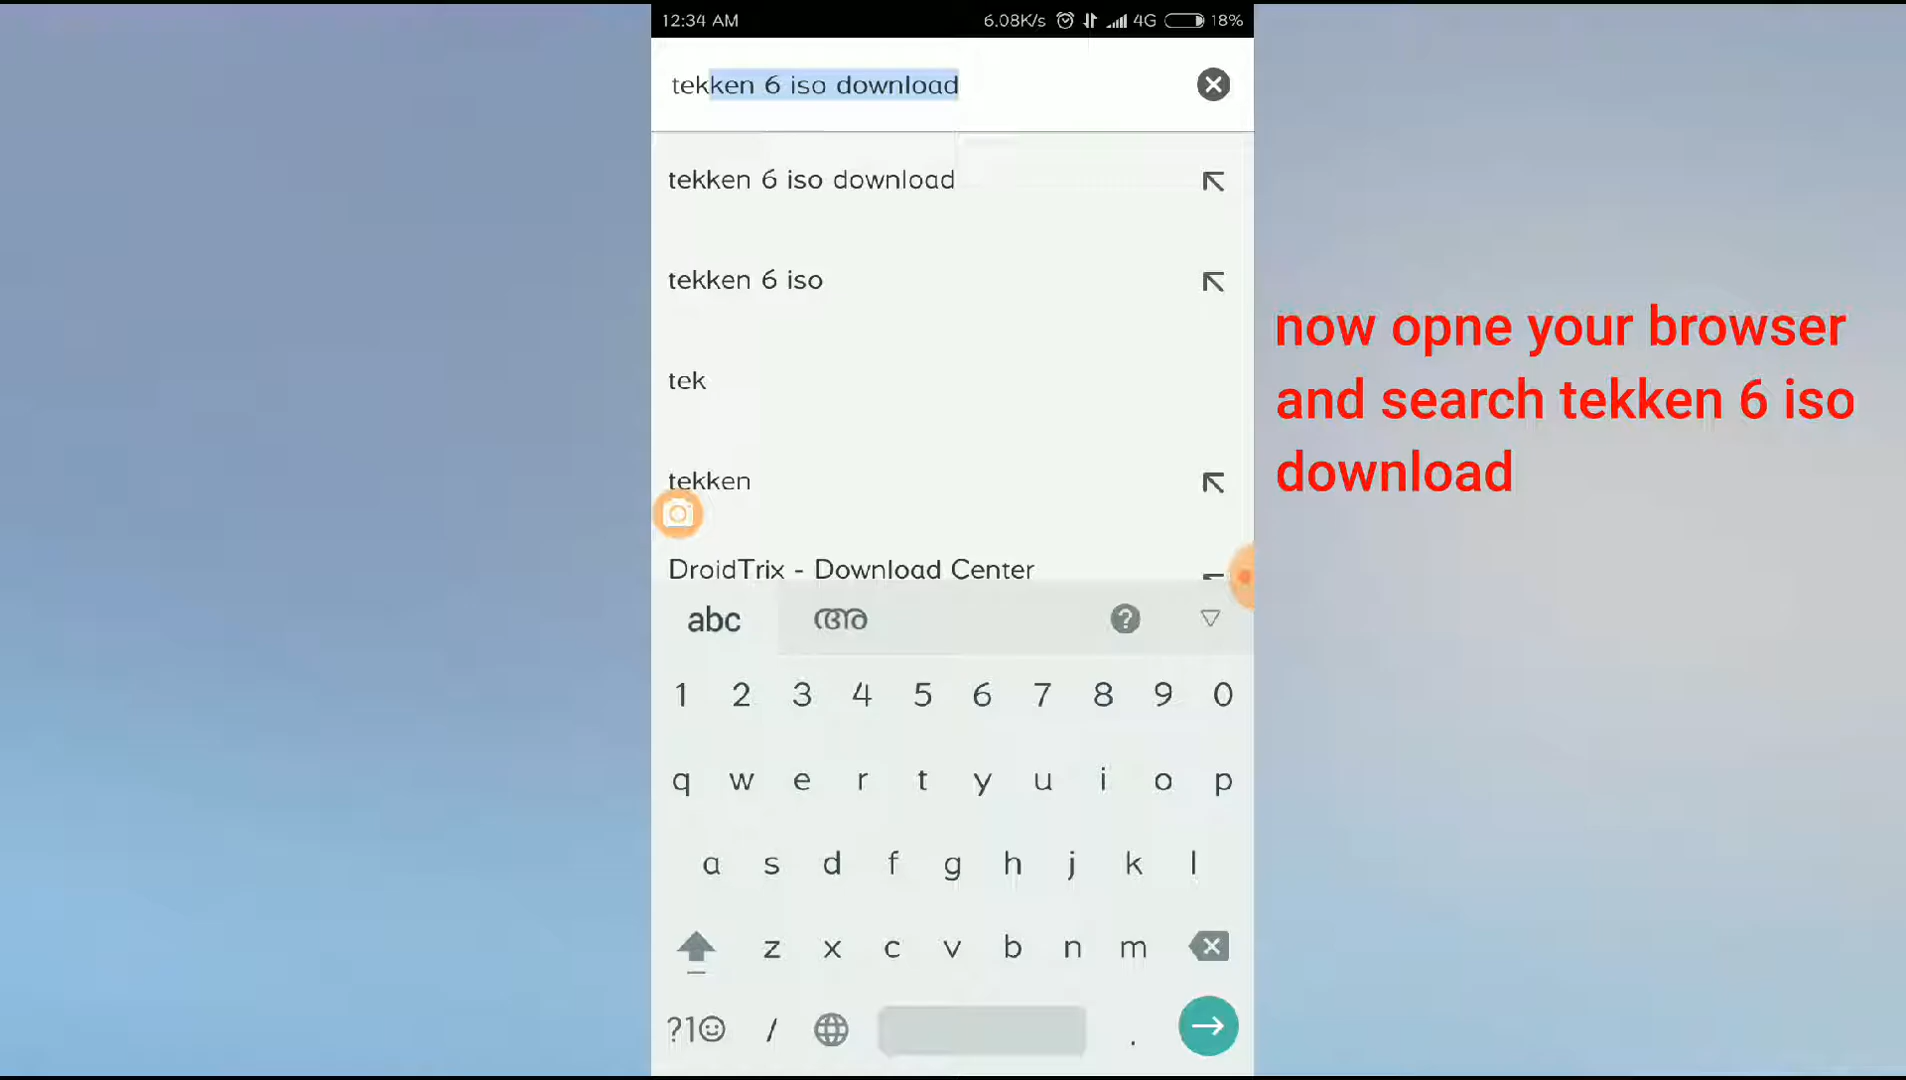 12:34 AM 6.08K/s 4G 18%
tekken 6 iso download
tekken 6 iso download
tekken 6 iso
tek
tekken
DroidTrix - Download Center
now opne your browser
and search tekken 6 iso
download
abc അ
1 2 3 4 5 6 7 8 9 0
q w e r t y u i o p
a s d f g h j k l
z x c v b n m
?1☺ / .